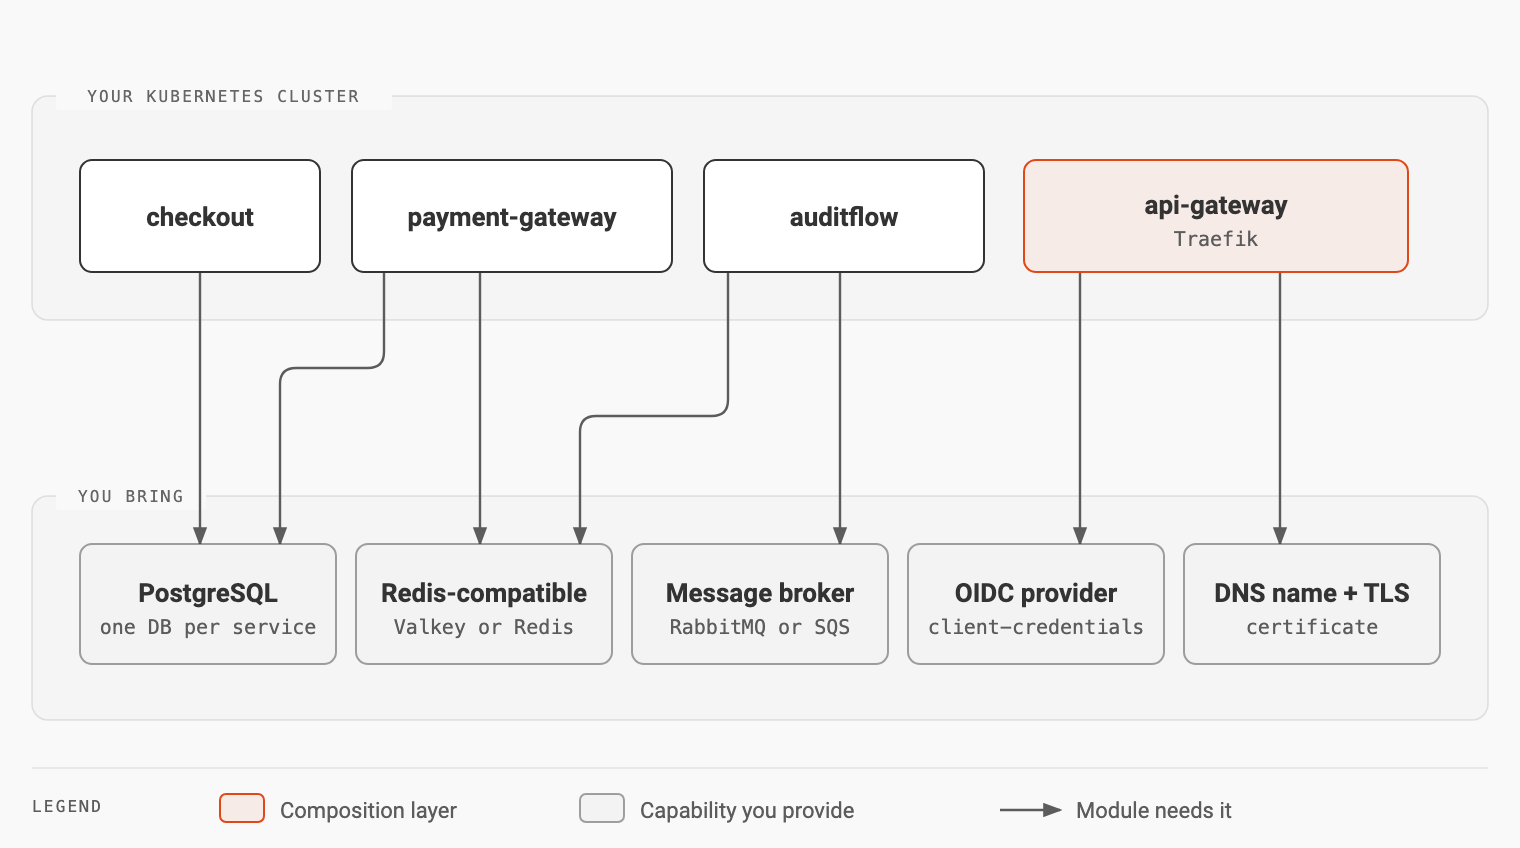 YOUR KUBERNETES CLUSTER
checkout
payment-gateway
auditflow
api-gateway
Traefik
YOU BRING
PostgreSQL
one DB per service
Redis-compatible
Valkey or Redis
Message broker
RabbitMQ or SQS
OIDC provider
client-credentials
DNS name + TLS
certificate
LEGEND
Composition layer
Capability you provide
Module needs it